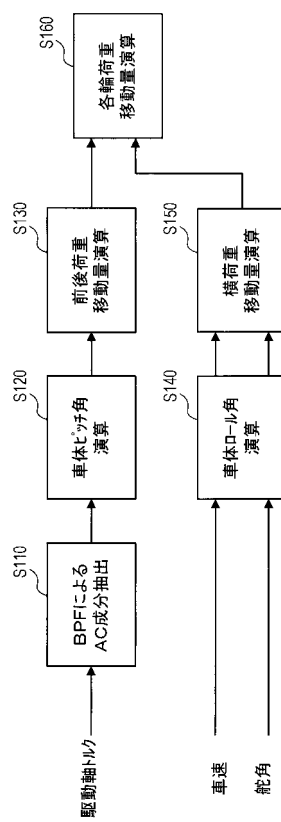 駆動軸トルク
S110
BPFによる
AC成分抽出
S120
車体ピッチ角
演算
S130
前後荷重
移動量演算
S160
各輪荷重
移動量演算
車速
舵角
S140
車体ロール角
演算
S150
横荷重
移動量演算